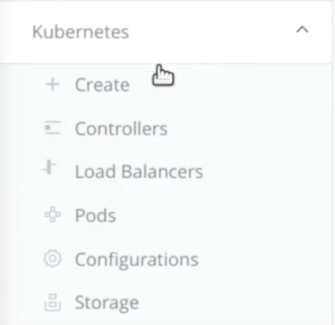 Kubernetes
Create
Controllers
Load Balancers
Pods
Configurations
Storage